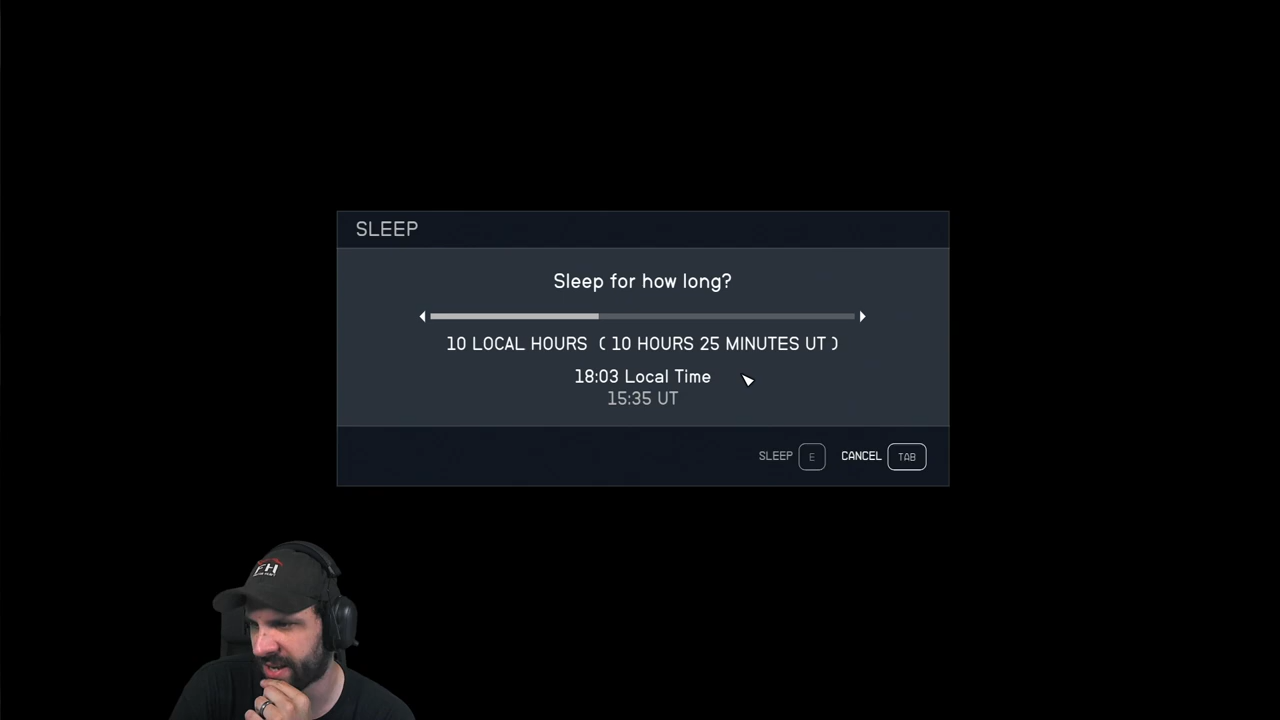 SLEEP
Sleep for how long?
10 LOCAL HOURS ( 10 HOURS 25 MINUTES UT )
18:03 Local Time
15:35 UT
SLEEP E CANCEL TAB